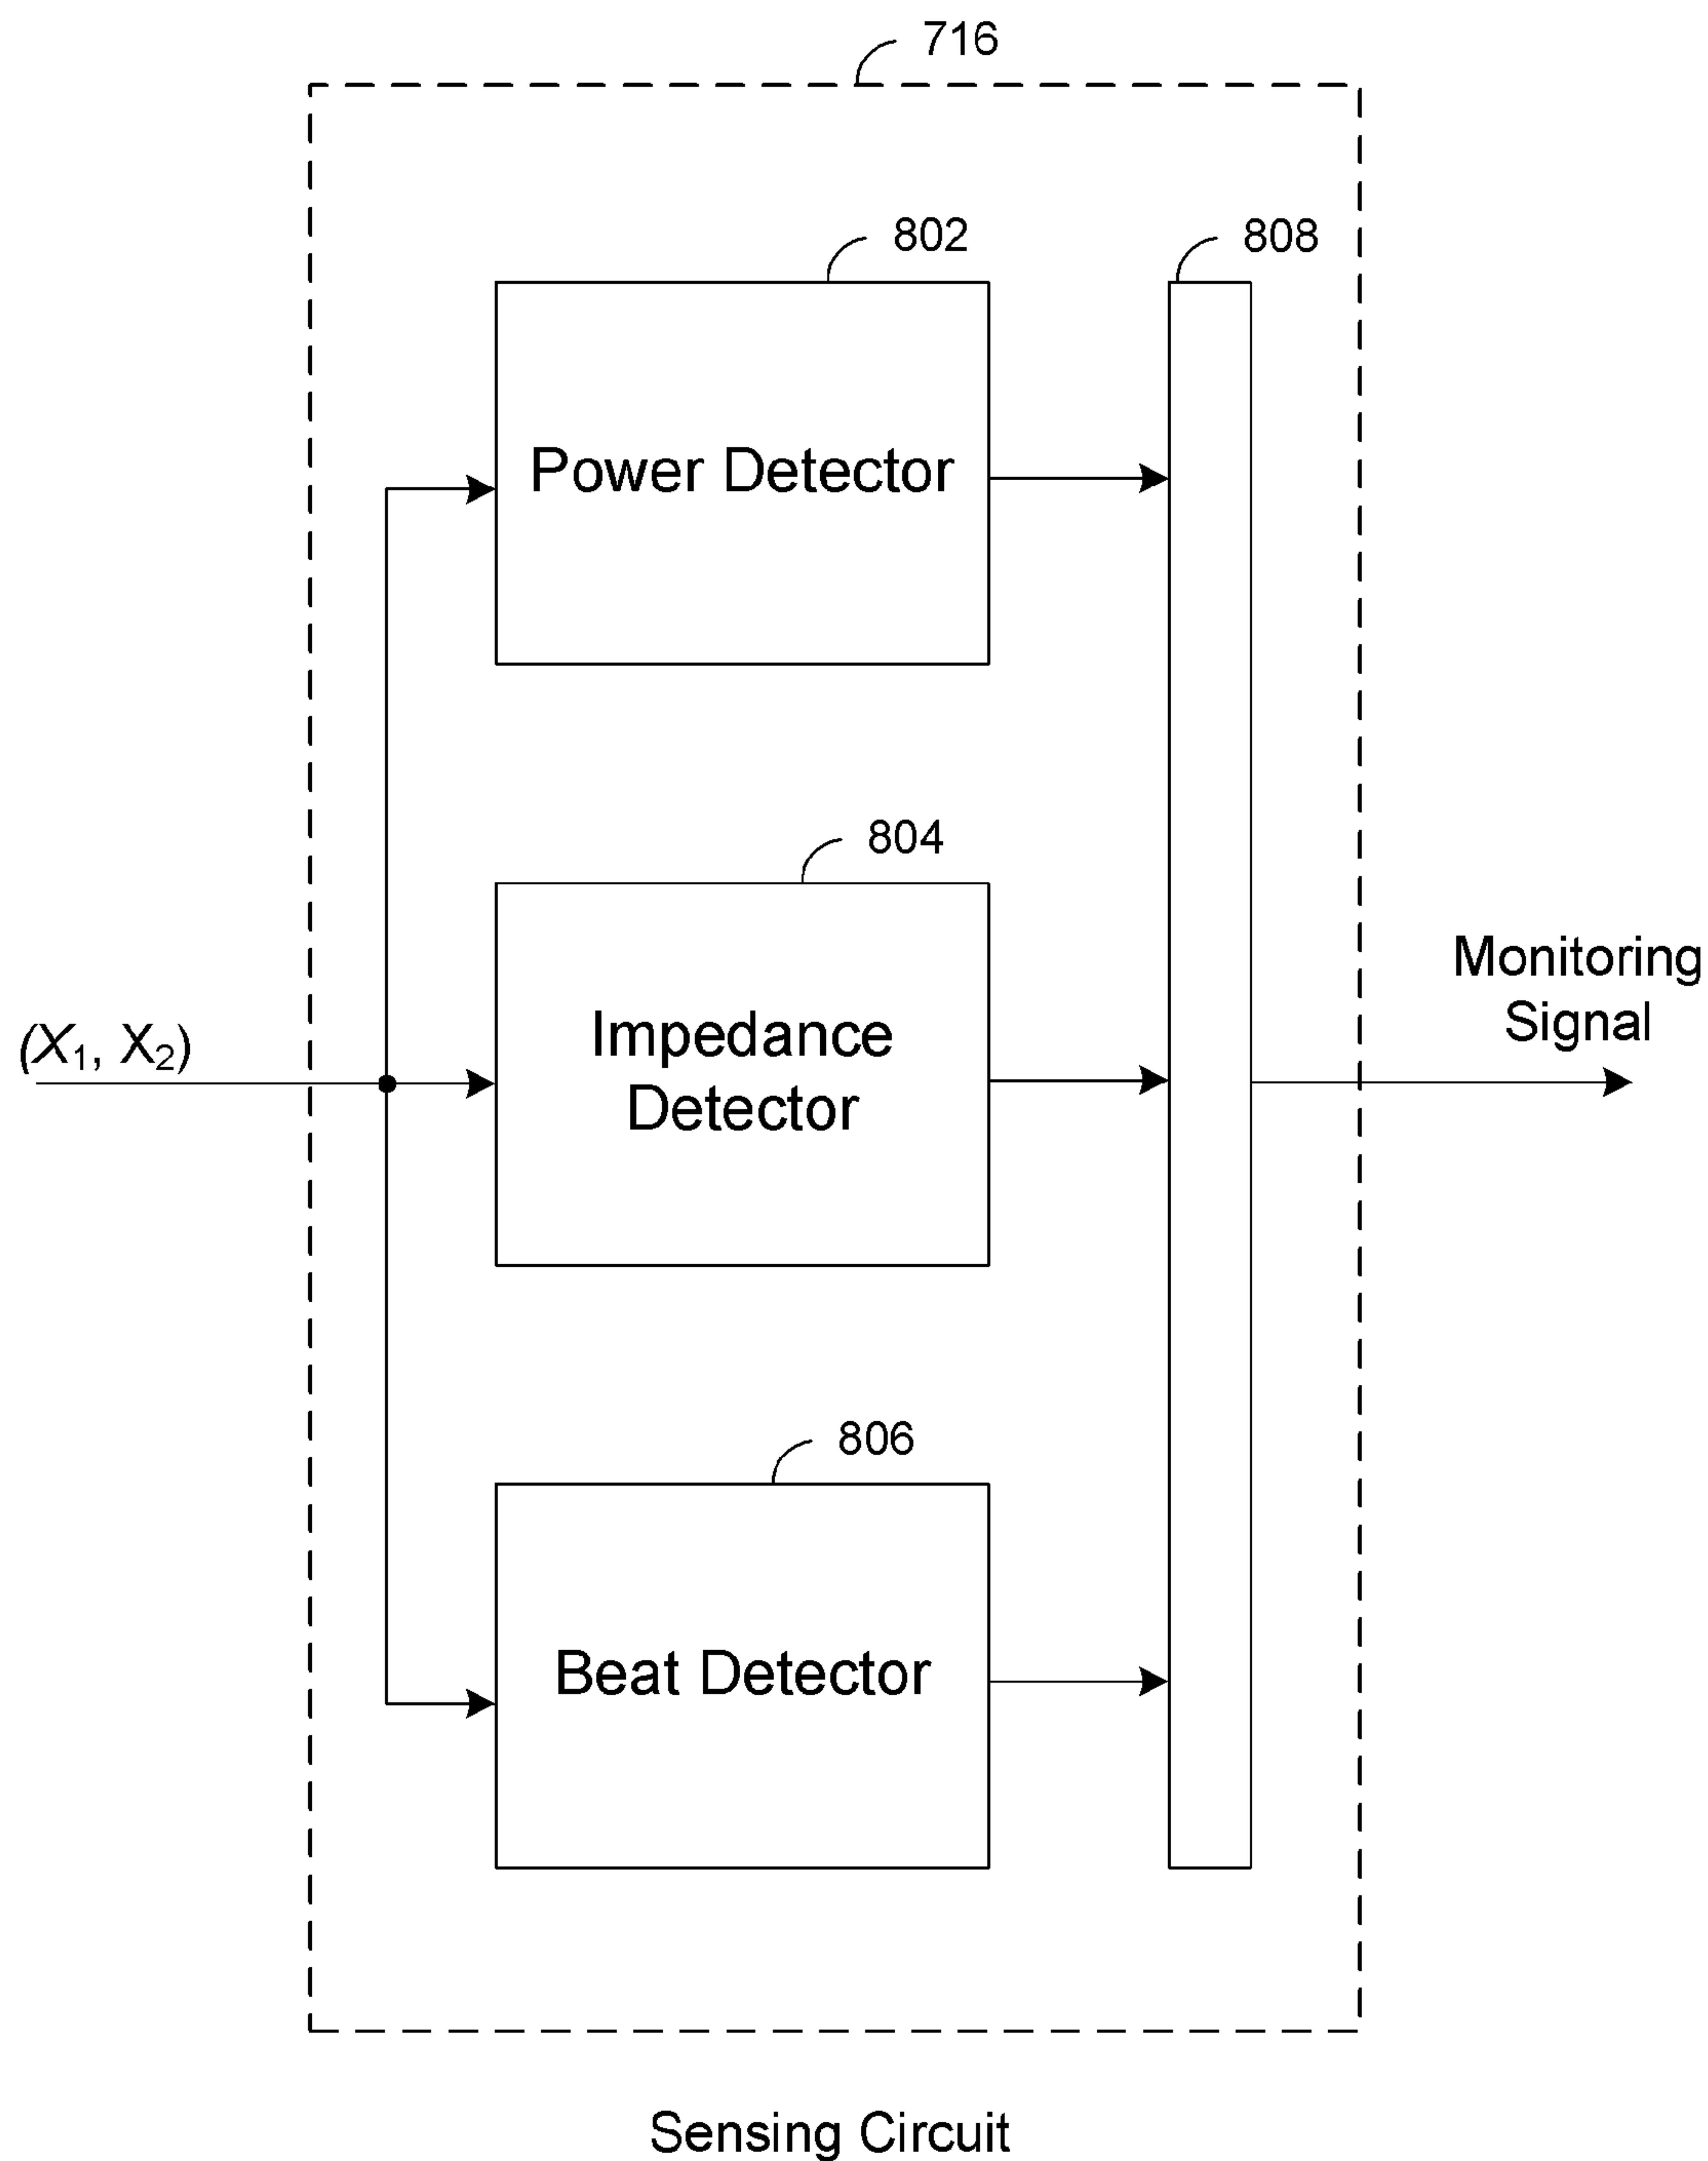 716
802
808
Power Detector
804
Monitoring
Signal
(X1, X2)
Impedance
Detector
806
Beat Detector
Sensing Circuit